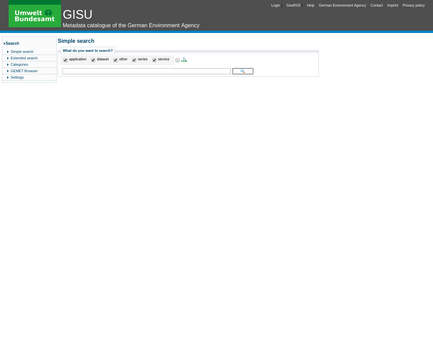 Login GeoRSS Help German Environment Agency Contact Imprint Privacy policy
Umwelt
Bundesamt
GISU
Metadata catalogue of the German Environment Agency
Search
Simple search
Extended search
Categories
GEMET Browser
Settings
Simple search
What do you want to search?
application dataset other series service